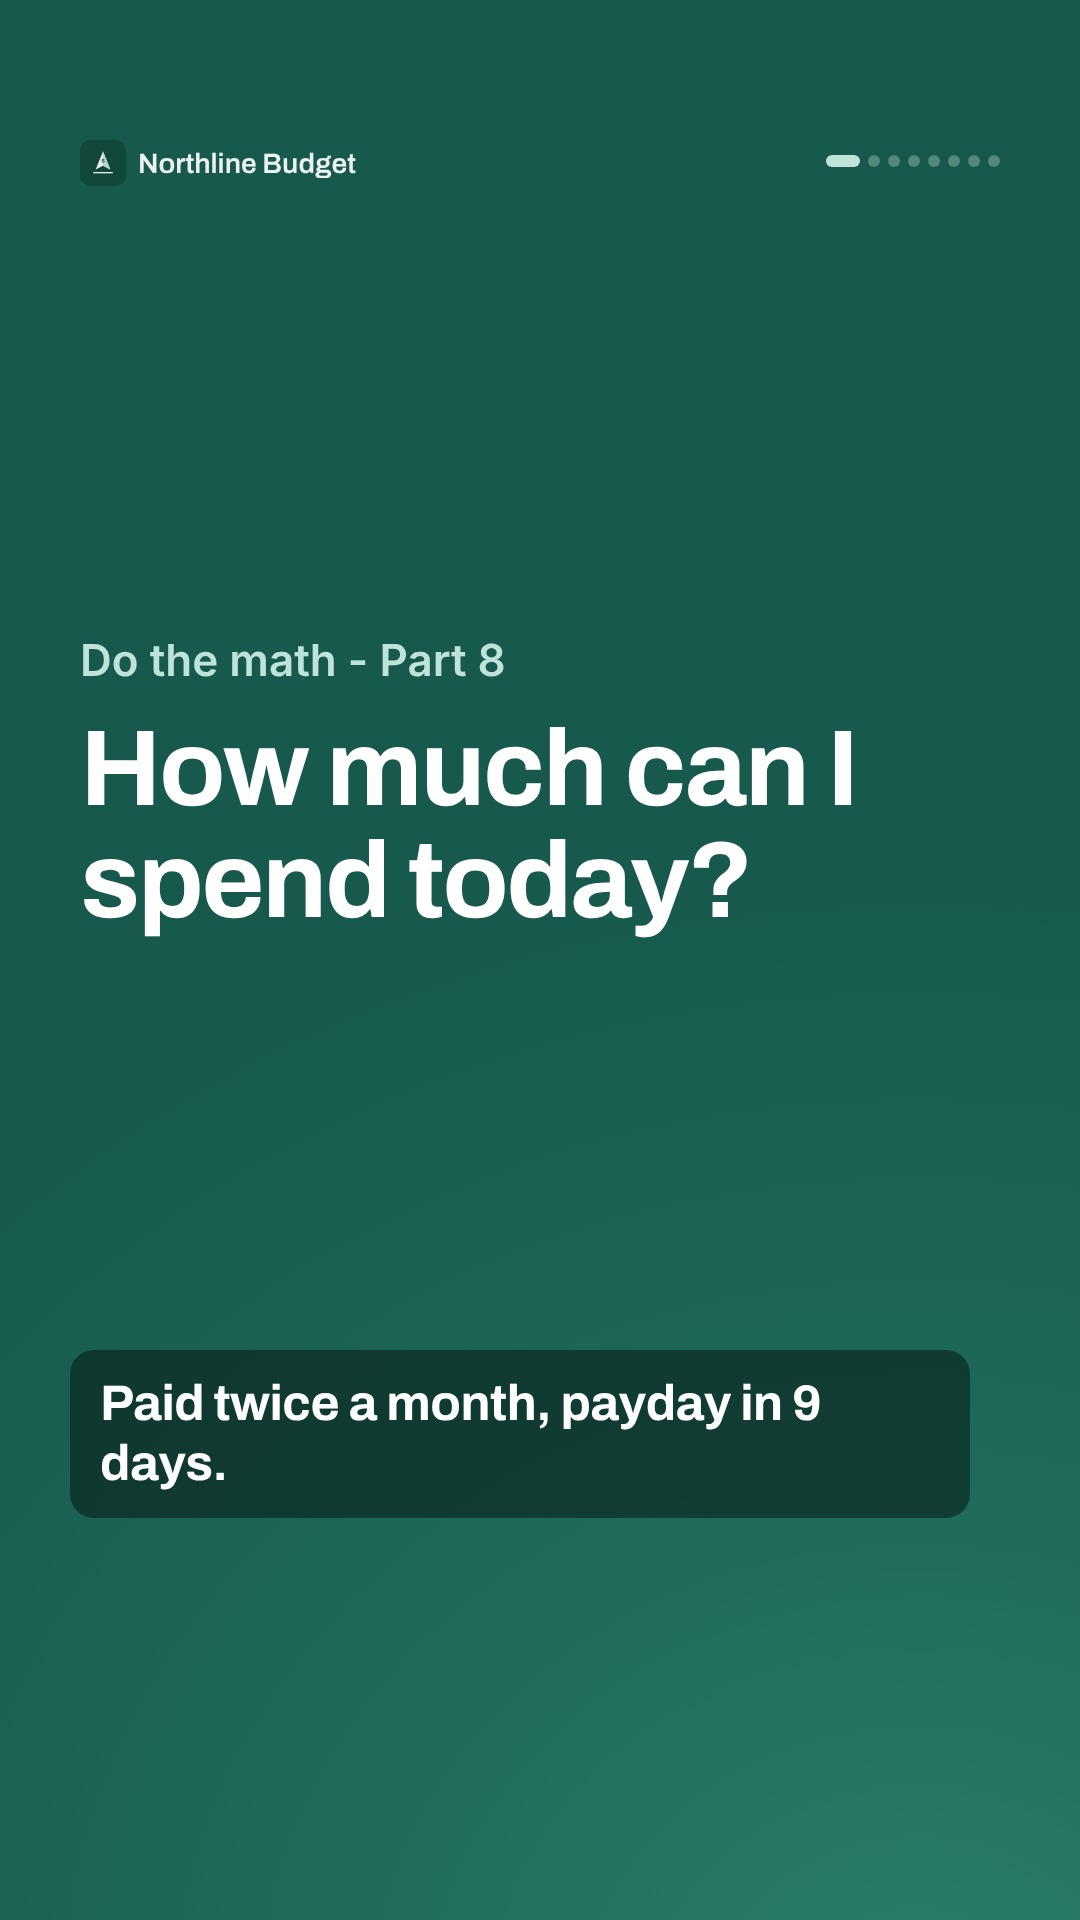 Northline Budget
Do the math - Part 8
How much can I
spend today?
Paid twice a month, payday in 9
days.